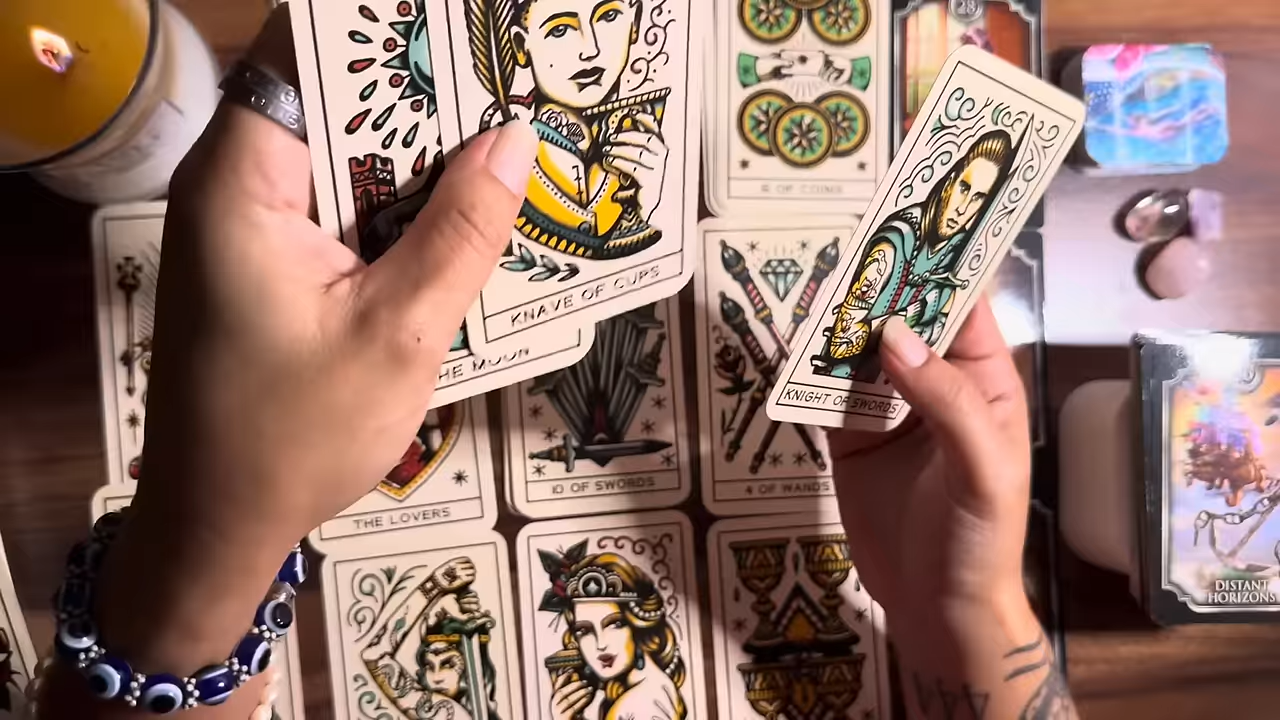 28
6 OF COINS
KNAVE OF CUPS
HE MOON
KNIGHT OF SWORDS
10 OF SWORDS
4 OF WANDS
THE LOVERS
DISTANT
HORIZONS